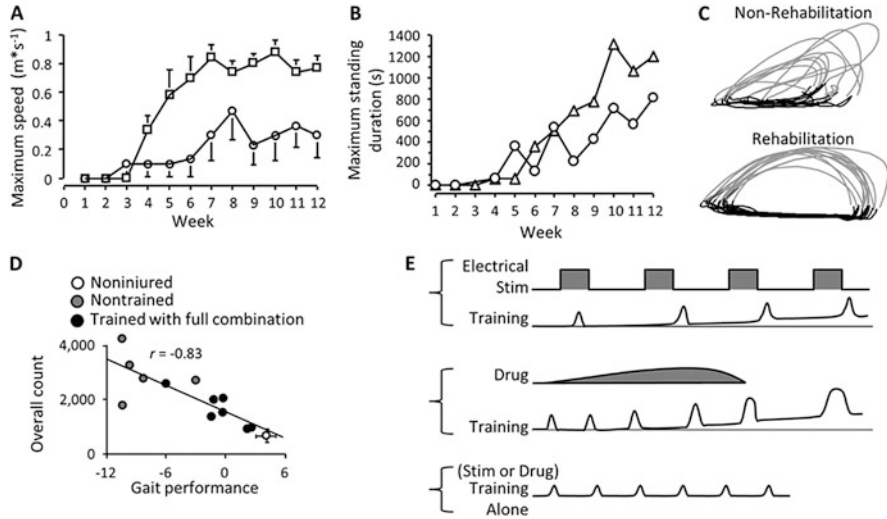 A
Maximum speed (m*s-1)
1
0.8
0.6
0.4
0.2
0
0 1 2 3 4 5 6 7 8 9 10 11 12
Week
B
Maximum standing
duration (s)
1400
1200
1000
800
600
400
200
0
1 2 3 4 5 6 7 8 9 10 11 12
Week
C
Non-Rehabilitation
Rehabilitation
D
Noninjured
Nontrained
Trained with full combination
r = -0.83
Overall count
4,000
2,000
0
-12 -6 0 6
Gait performance
E
Electrical
Stim
Training
Drug
Training
(Stim or Drug)
Training
Alone